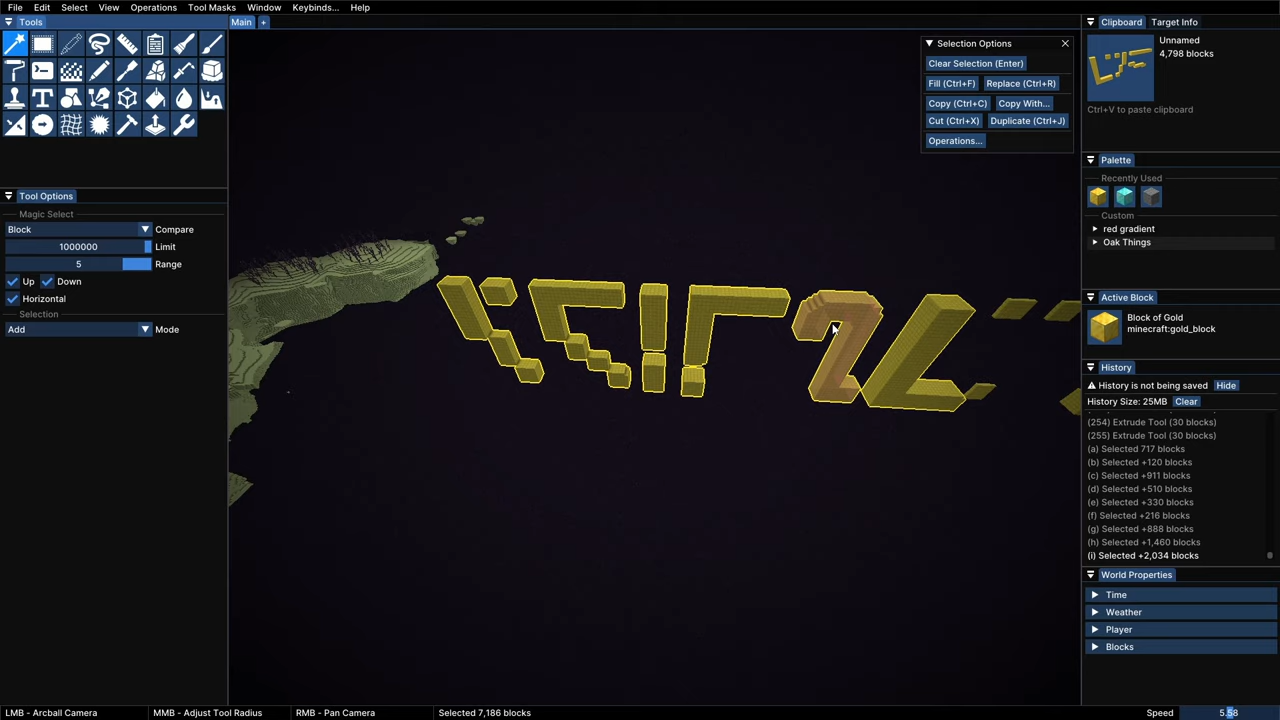 File Edit Select View Operations Tool Masks Window Keybinds... Help
Tools
Main +
Tool Options
Magic Select
Block Compare
1000000 Limit
5 Range
Up Down
Horizontal
Selection
Add Mode
Selection Options
Clear Selection (Enter)
Fill (Ctrl+F) Replace (Ctrl+R)
Copy (Ctrl+C) Copy With...
Cut (Ctrl+X) Duplicate (Ctrl+J)
Operations...
Clipboard Target Info
Unnamed
4,798 blocks
Ctrl+V to paste clipboard
Palette
Recently Used
Custom
red gradient
Oak Things
Active Block
Block of Gold
minecraft:gold_block
History
History is not being saved Hide
History Size: 25MB Clear
(254) Extrude Tool (30 blocks)
(255) Extrude Tool (30 blocks)
(a) Selected 717 blocks
(b) Selected +120 blocks
(c) Selected +911 blocks
(d) Selected +510 blocks
(e) Selected +330 blocks
(f) Selected +216 blocks
(g) Selected +888 blocks
(h) Selected +1,460 blocks
(i) Selected +2,034 blocks
World Properties
Time
Weather
Player
Blocks
LMB - Arcball Camera MMB - Adjust Tool Radius RMB - Pan Camera Selected 7,186 blocks Speed 5.58